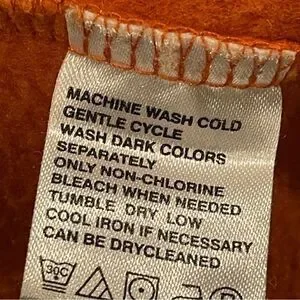 MACHINE WASH COLD
GENTLE CYCLE
WASH DARK COLORS
SEPARATELY
ONLY NON-CHLORINE
BLEACH WHEN NEEDED
TUMBLE DRY LOW
COOL IRON IF NECESSARY
CAN BE DRYCLEANED
30C